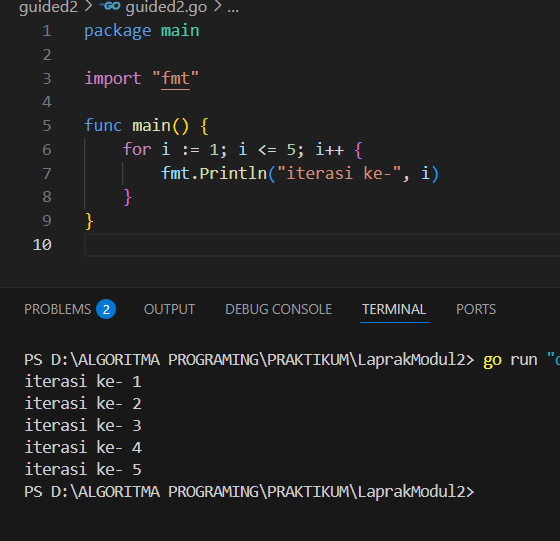 guided2 > GO guided2.go > ...
1 package main
2
3 import "fmt"
4
5 func main() {
6 for i := 1; i <= 5; i++ {
7 fmt.Println("iterasi ke-", i)
8 }
9 }
10
PROBLEMS 2 OUTPUT DEBUG CONSOLE TERMINAL PORTS
PS D:\ALGORITMA PROGRAMING\PRAKTIKUM\LaprakModul2> go run "
iterasi ke- 1
iterasi ke- 2
iterasi ke- 3
iterasi ke- 4
iterasi ke- 5
PS D:\ALGORITMA PROGRAMING\PRAKTIKUM\LaprakModul2>